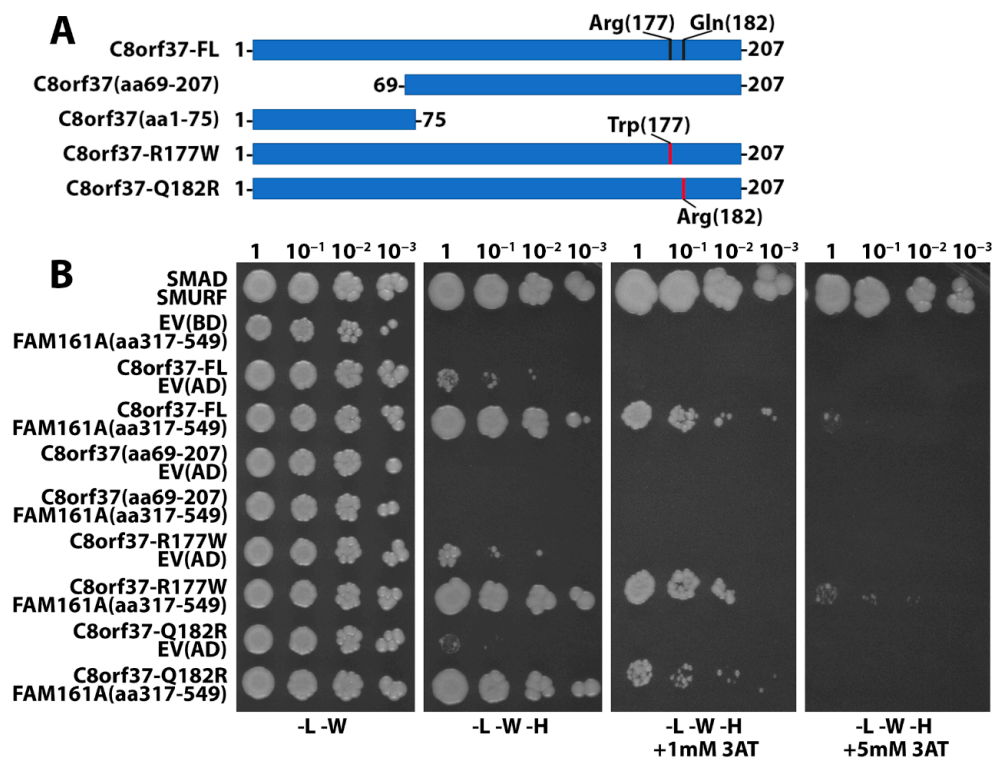 A
Arg(177) Gln(182)
C8orf37-FL 1- -207
C8orf37(aa69-207) 69- -207
C8orf37(aa1-75) 1- -75
Trp(177)
C8orf37-R177W 1- -207
C8orf37-Q182R 1- -207
Arg(182)
B
1 10⁻¹ 10⁻² 10⁻³ 1 10⁻¹ 10⁻² 10⁻³ 1 10⁻¹ 10⁻² 10⁻³ 1 10⁻¹ 10⁻² 10⁻³
SMAD
SMURF
EV(BD)
FAM161A(aa317-549)
C8orf37-FL
EV(AD)
C8orf37-FL
FAM161A(aa317-549)
C8orf37(aa69-207)
EV(AD)
C8orf37(aa69-207)
FAM161A(aa317-549)
C8orf37-R177W
EV(AD)
C8orf37-R177W
FAM161A(aa317-549)
C8orf37-Q182R
EV(AD)
C8orf37-Q182R
FAM161A(aa317-549)
-L -W
-L -W -H
-L -W -H
+1mM 3AT
-L -W -H
+5mM 3AT